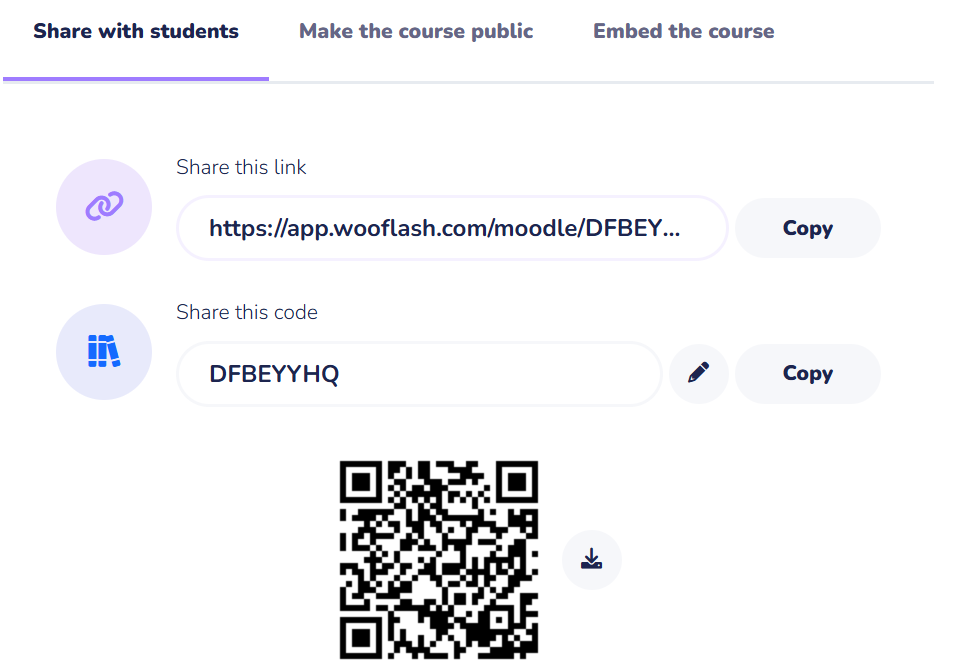 Share with students Make the course public Embed the course
Share this link
https://app.wooflash.com/moodle/DFBEY... Copy
Share this code
DFBEYYHQ Copy